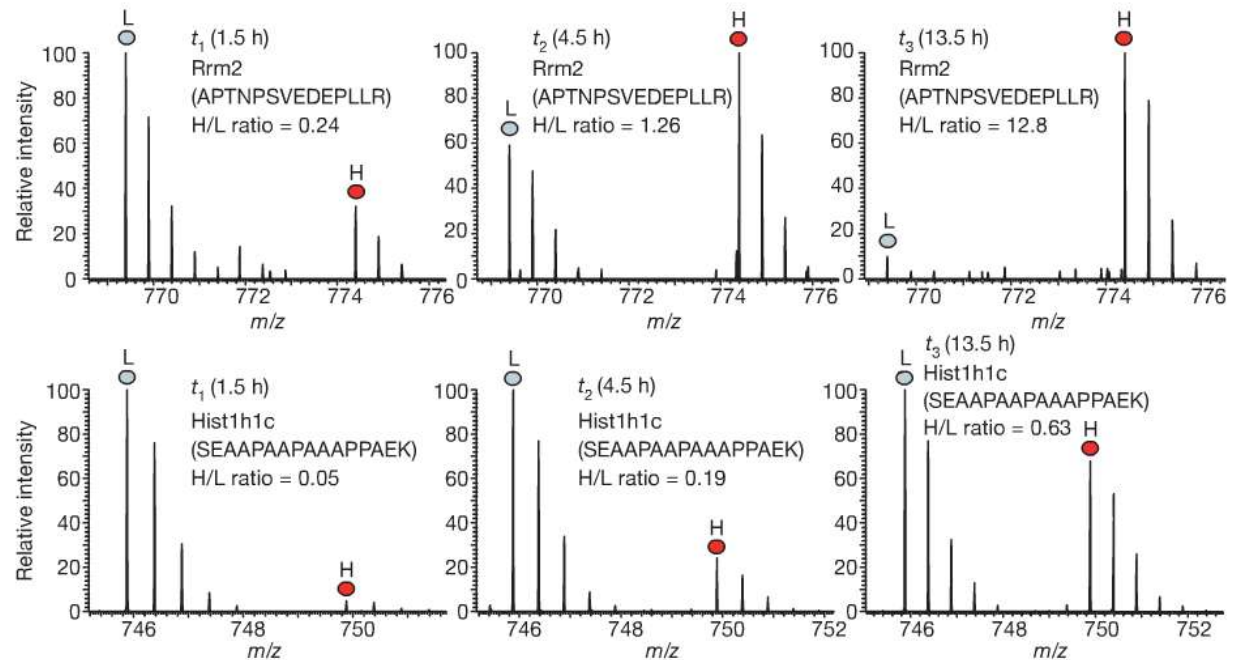 L
t1 (1.5 h)
Rrm2
(APTNPSVEDEPLLR)
H/L ratio = 0.24
H
Relative intensity
100
80
60
40
20
0
770
772
774
776
m/z
L
t2 (4.5 h)
Rrm2
(APTNPSVEDEPLLR)
H/L ratio = 1.26
H
100
80
60
40
20
0
770
772
774
776
m/z
L
t3 (13.5 h)
Rrm2
(APTNPSVEDEPLLR)
H/L ratio = 12.8
H
100
80
60
40
20
0
770
772
774
776
m/z
L
t1 (1.5 h)
Hist1h1c
(SEAAPAAPAAAPPAEK)
H/L ratio = 0.05
H
Relative intensity
100
80
60
40
20
0
746
748
750
m/z
L
t2 (4.5 h)
Hist1h1c
(SEAAPAAPAAAPPAEK)
H/L ratio = 0.19
H
100
80
60
40
20
0
746
748
750
752
m/z
L
t3 (13.5 h)
Hist1h1c
(SEAAPAAPAAAPPAEK)
H/L ratio = 0.63
H
100
80
60
40
20
0
746
748
750
752
m/z